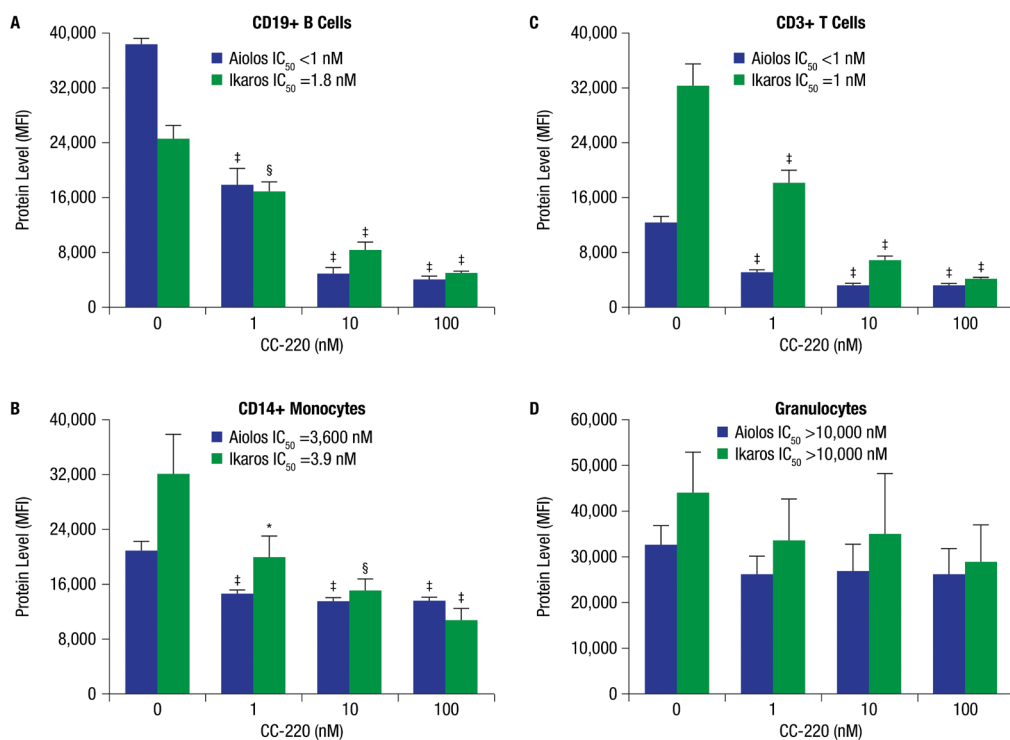 A
CD19+ B Cells
Aiolos IC50 <1 nM
Ikaros IC50 =1.8 nM
Protein Level (MFI)
40,000
32,000
24,000
16,000
8,000
0
‡
§
‡
‡
‡
‡
0 1 10 100
CC-220 (nM)
C
CD3+ T Cells
Aiolos IC50 <1 nM
Ikaros IC50 =1 nM
Protein Level (MFI)
40,000
32,000
24,000
16,000
8,000
0
‡
‡
‡
‡
‡
‡
0 1 10 100
CC-220 (nM)
B
CD14+ Monocytes
Aiolos IC50 =3,600 nM
Ikaros IC50 =3.9 nM
Protein Level (MFI)
40,000
32,000
24,000
16,000
8,000
0
‡
*
‡
§
‡
‡
0 1 10 100
CC-220 (nM)
D
Granulocytes
Aiolos IC50 >10,000 nM
Ikaros IC50 >10,000 nM
Protein Level (MFI)
60,000
50,000
40,000
30,000
20,000
10,000
0
0 1 10 100
CC-220 (nM)